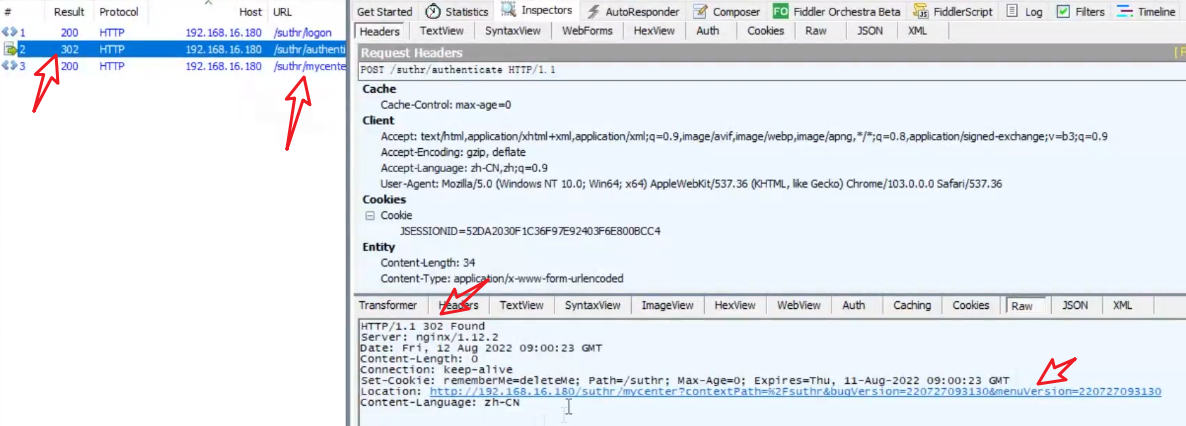 # Result Protocol Host URL
1 200 HTTP 192.168.16.180 /suthr/logon
2 302 HTTP 192.168.16.180 /suthr/authenti
3 200 HTTP 192.168.16.180 /suthr/mycente
Get Started Statistics Inspectors AutoResponder Composer FO Fiddler Orchestra Beta FiddlerScript Log Filters Timeline
Headers TextView SyntaxView WebForms HexView Auth Cookies Raw JSON XML
Request Headers
POST /suthr/authenticate HTTP/1.1
Cache
Cache-Control: max-age=0
Client
Accept: text/html,application/xhtml+xml,application/xml;q=0.9,image/avif,image/webp,image/apng,*/*;q=0.8,application/signed-exchange;v=b3;q=0.9
Accept-Encoding: gzip, deflate
Accept-Language: zh-CN,zh;q=0.9
User-Agent: Mozilla/5.0 (Windows NT 10.0; Win64; x64) AppleWebKit/537.36 (KHTML, like Gecko) Chrome/103.0.0.0 Safari/537.36
Cookies
Cookie
JSESSIONID=52DA2030F1C36F97E92403F6E800BCC4
Entity
Content-Length: 34
Content-Type: application/x-www-form-urlencoded
Transformer Headers TextView SyntaxView ImageView HexView WebView Auth Caching Cookies Raw JSON XML
HTTP/1.1 302 Found
Server: nginx/1.12.2
Date: Fri, 12 Aug 2022 09:00:23 GMT
Content-Length: 0
Connection: keep-alive
Set-Cookie: rememberMe=deleteMe; Path=/suthr; Max-Age=0; Expires=Thu, 11-Aug-2022 09:00:23 GMT
Location: http://192.168.16.180/suthr/mycenter?contextPath=%2Fsuthr&bugVersion=220727093130&menuVersion=220727093130
Content-Language: zh-CN